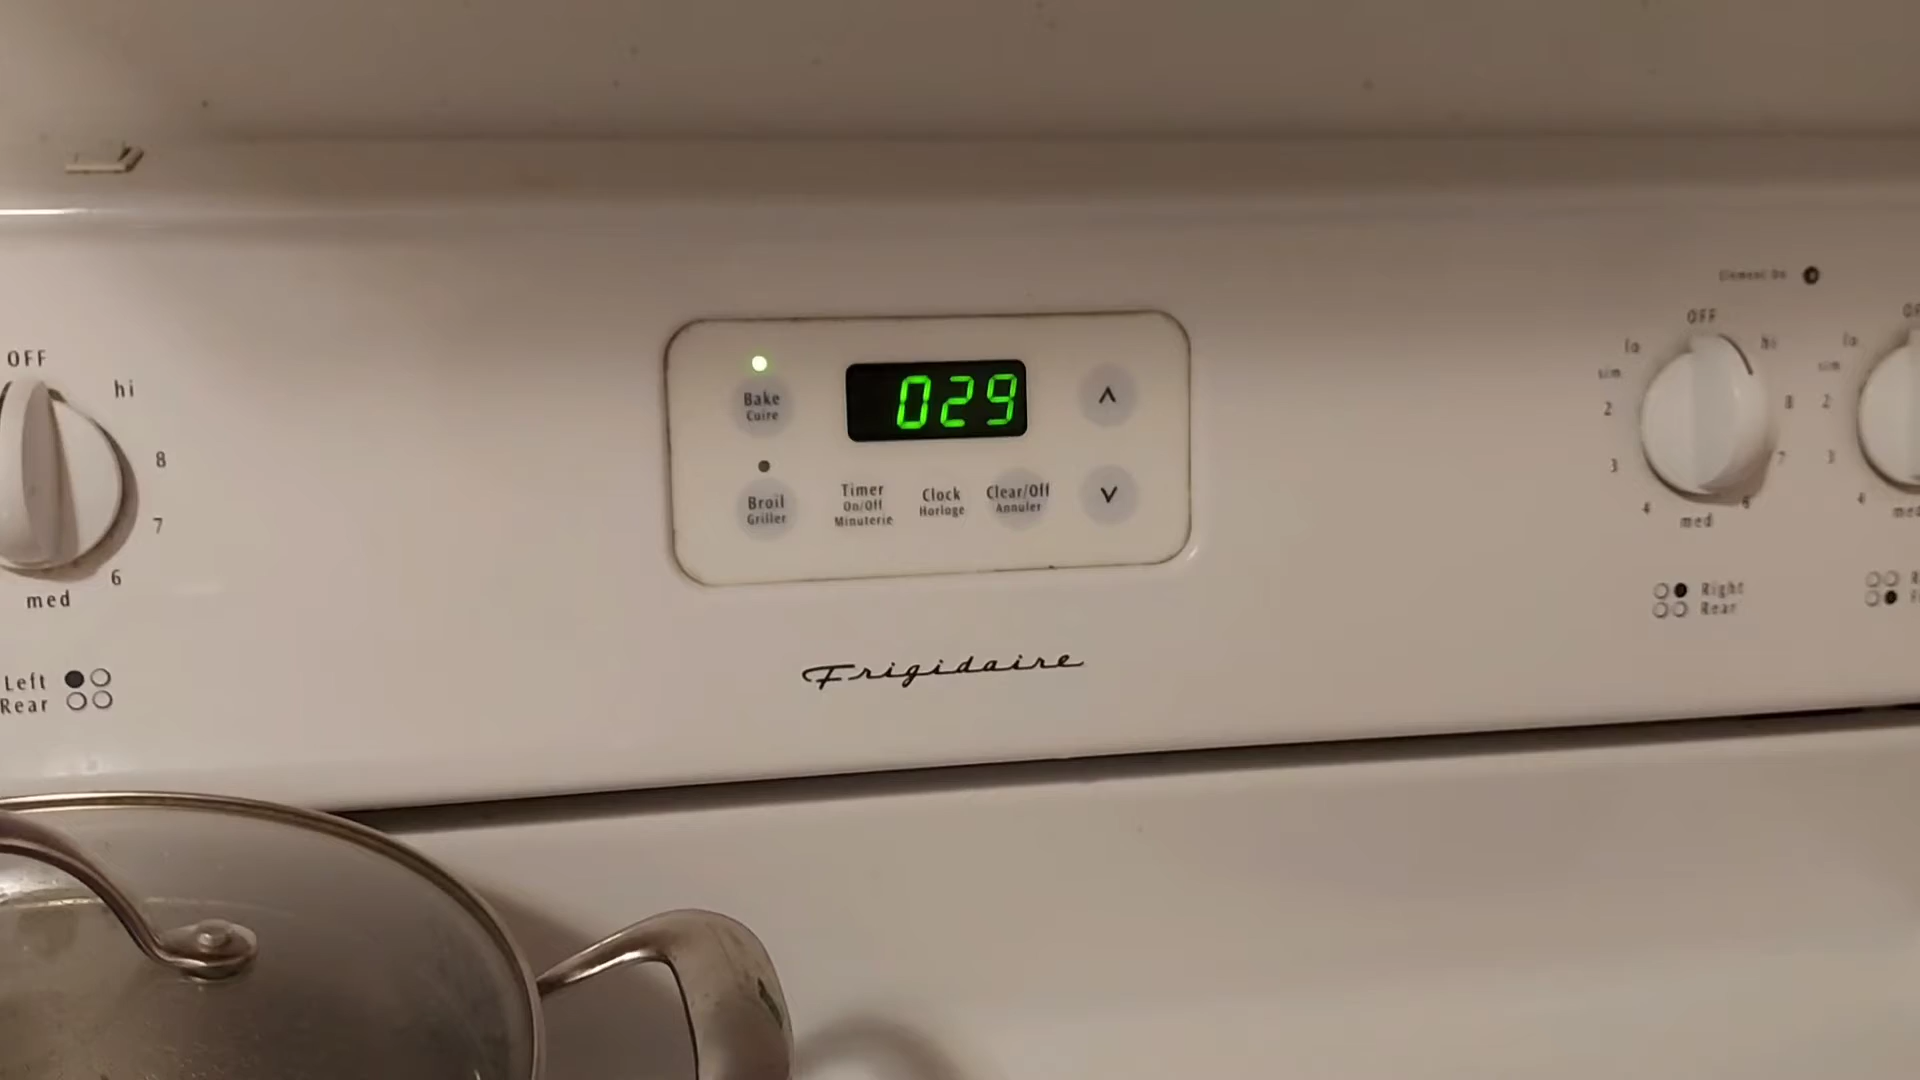 OFF
hi
8
7
6
med
Left
Rear
Bake
Cuire
029
Broil
Griller
Timer
On/Off
Minuterie
Clock
Horloge
Clear/Off
Annuler
Frigidaire
Element On
OFF
lo
hi
sim
2
8
3
7
4
6
med
Right
Rear
lo
sim
2
3
4